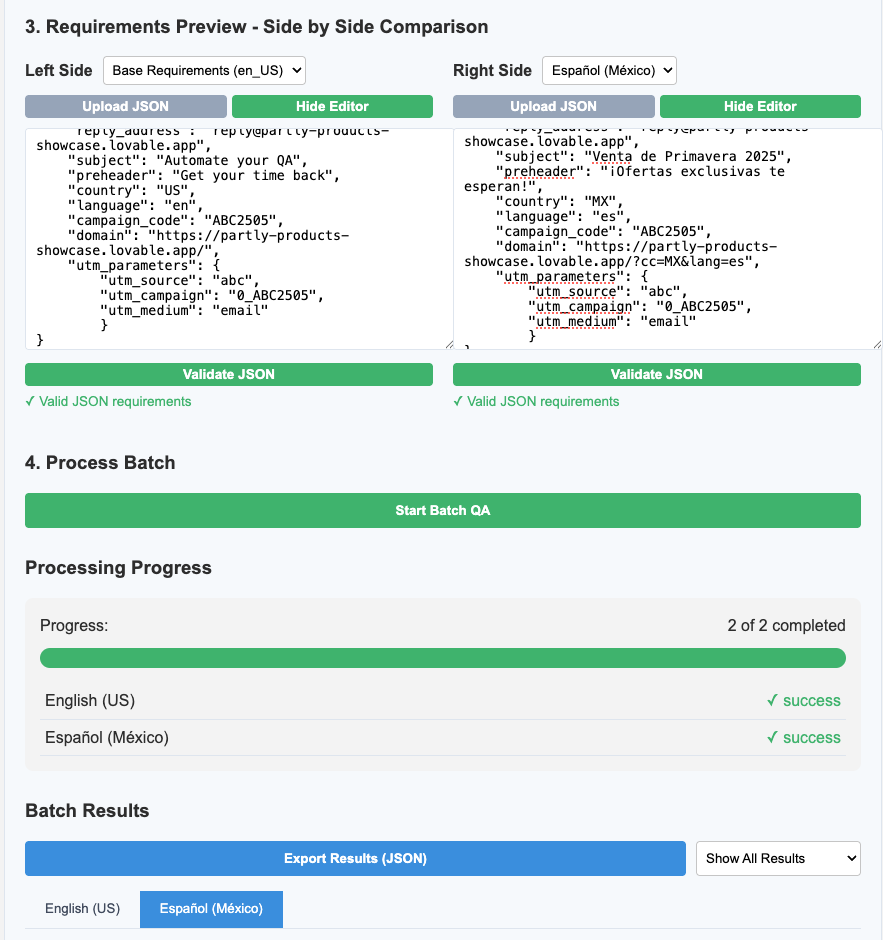 3. Requirements Preview - Side by Side Comparison
Left Side
Base Requirements (en_US)
Upload JSON
Hide Editor
"reply_address": "reply@partly-products-
showcase.lovable.app",
"subject": "Automate your QA",
"preheader": "Get your time back",
"country": "US",
"language": "en",
"campaign_code": "ABC2505",
"domain": "https://partly-products-
showcase.lovable.app/",
"utm_parameters": {
"utm_source": "abc",
"utm_campaign": "0_ABC2505",
"utm_medium": "email"
}
}
Validate JSON
✓ Valid JSON requirements
Right Side
Español (México)
Upload JSON
Hide Editor
"reply_address": "reply@partly-products-
showcase.lovable.app",
"subject": "Venta de Primavera 2025",
"preheader": "¡Ofertas exclusivas te
esperan!",
"country": "MX",
"language": "es",
"campaign_code": "ABC2505",
"domain": "https://partly-products-
showcase.lovable.app/?cc=MX&lang=es",
"utm_parameters": {
"utm_source": "abc",
"utm_campaign": "0_ABC2505",
"utm_medium": "email"
}
}
Validate JSON
✓ Valid JSON requirements
4. Process Batch
Start Batch QA
Processing Progress
Progress:
2 of 2 completed
English (US)
✓ success
Español (México)
✓ success
Batch Results
Export Results (JSON)
Show All Results
English (US)
Español (México)